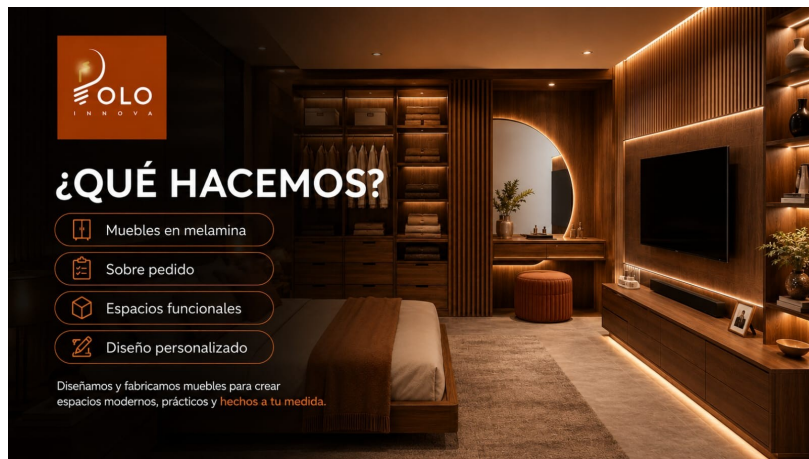 POLO
INNOVA
¿QUÉ HACEMOS?
Muebles en melamina
Sobre pedido
Espacios funcionales
Diseño personalizado
Diseñamos y fabricamos muebles para crear
espacios modernos, prácticos y hechos a tu medida.